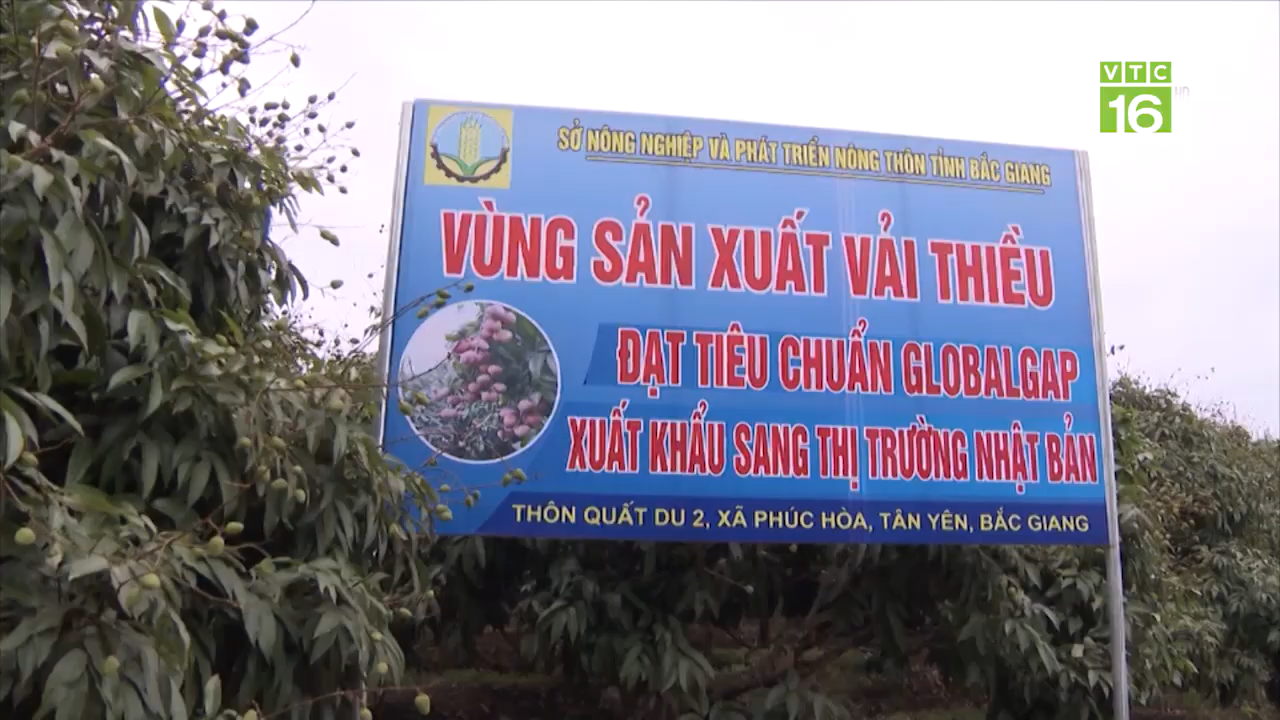 VTC
16
HD
SỞ NÔNG NGHIỆP VÀ PHÁT TRIỂN NÔNG THÔN TỈNH BẮC GIANG
VÙNG SẢN XUẤT VẢI THIỀU
ĐẠT TIÊU CHUẨN GLOBALGAP
XUẤT KHẨU SANG THỊ TRƯỜNG NHẬT BẢN
THÔN QUẤT DU 2, XÃ PHÚC HÒA, TÂN YÊN, BẮC GIANG